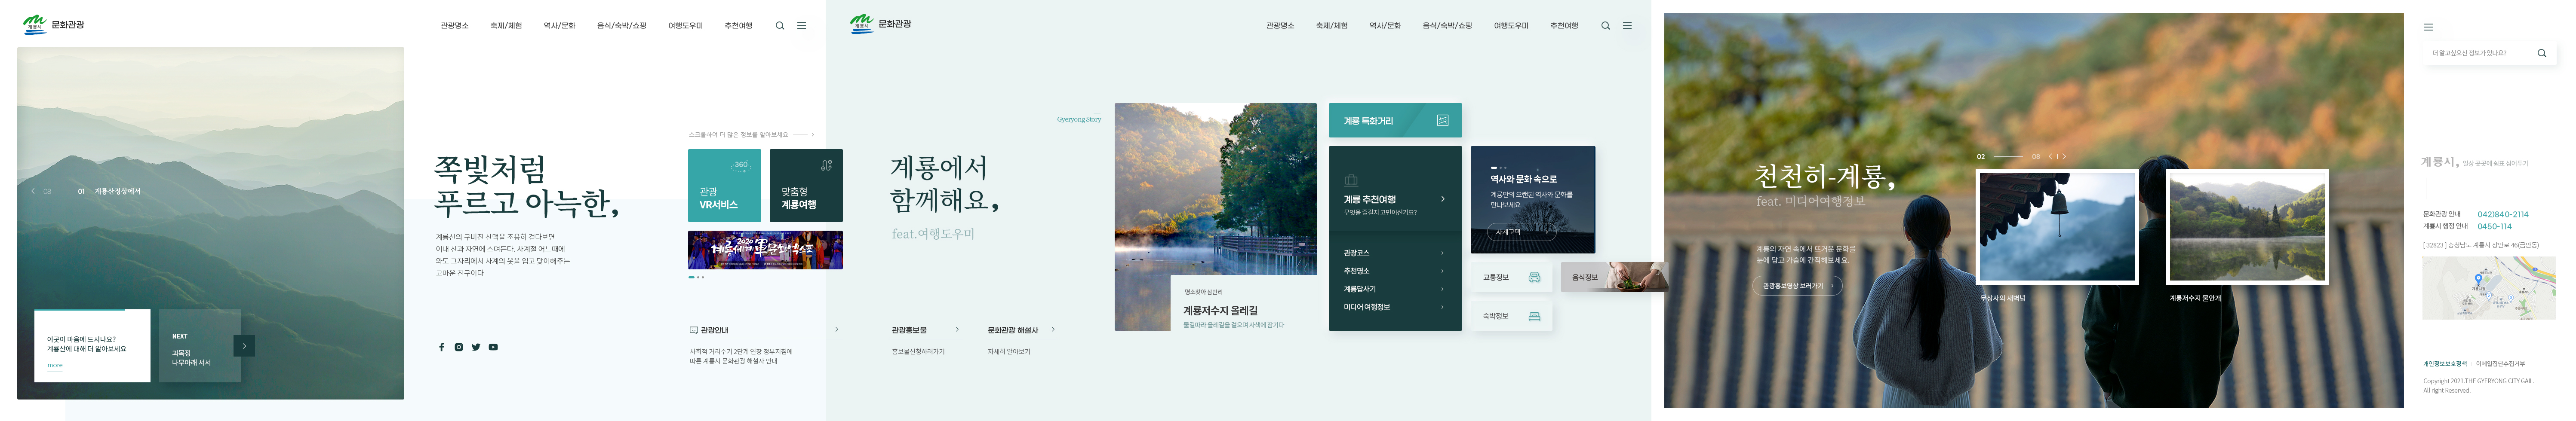 계룡시 문화관광
관광명소 축제/체험 역사/문화 음식/숙박/쇼핑 여행도우미 추천여행
06 01 계룡산정상에서
이곳이 마음에 드시나요?
계룡산에 대해 더 알아보세요
more
NEXT
괴목정
나무아래 서서
쪽빛처럼
푸르고 아늑한,
계룡산의 구비진 산맥을 조용히 걷다보면
이내 산과 자연에 스며든다. 사계절 어느때에
와도 그자리에서 사계의 옷을 입고 맞이해주는
고마운 친구이다
스크롤하여 더 많은 정보를 알아보세요
360
관광
VR서비스
맞춤형
계룡여행
2020
계룡세계군문화엑스포
관광안내
사회적 거리주기 2단계 연장 정부지침에
따른 계룡시 문화관광 해설사 안내
계룡시 문화관광
관광명소 축제/체험 역사/문화 음식/숙박/쇼핑 여행도우미 추천여행
Gyeryong Story
계룡에서
함께해요,
feat.여행도우미
관광홍보물
홍보물신청하러가기
문화관광 해설사
자세히 알아보기
명소찾아 삼만리
계룡저수지 올레길
물길따라 올레길을 걸으며 사색에 잠기다
계룡 특화거리
계룡 추천여행
무엇을 즐길지 고민이신가요?
관광코스
추천명소
계룡답사기
미디어 여행정보
역사와 문화 속으로
계룡만의 오랜된 역사와 문화를
만나보세요
사계고택
교통정보
음식정보
숙박정보
천천히-계룡,
feat. 미디어여행정보
계룡의 자연 속에서 뜨거운 문화를
눈에 담고 가슴에 간직해보세요.
관광홍보영상 보러가기
02 08
무상사의 새벽녘
계룡저수지 물안개
더 알고싶으신 정보가 있나요?
계룡시, 일상 곳곳에 쉼표 심어두기
문화관광 안내 042)840-2114
계룡시 행정 안내 0450-114
[ 32823 ] 충청남도 계룡시 장안로 46(금암동)
개인정보보호정책 이메일집단수집거부
Copyright 2021.THE GYERYONG CITY GAIL.
All right Reserved.